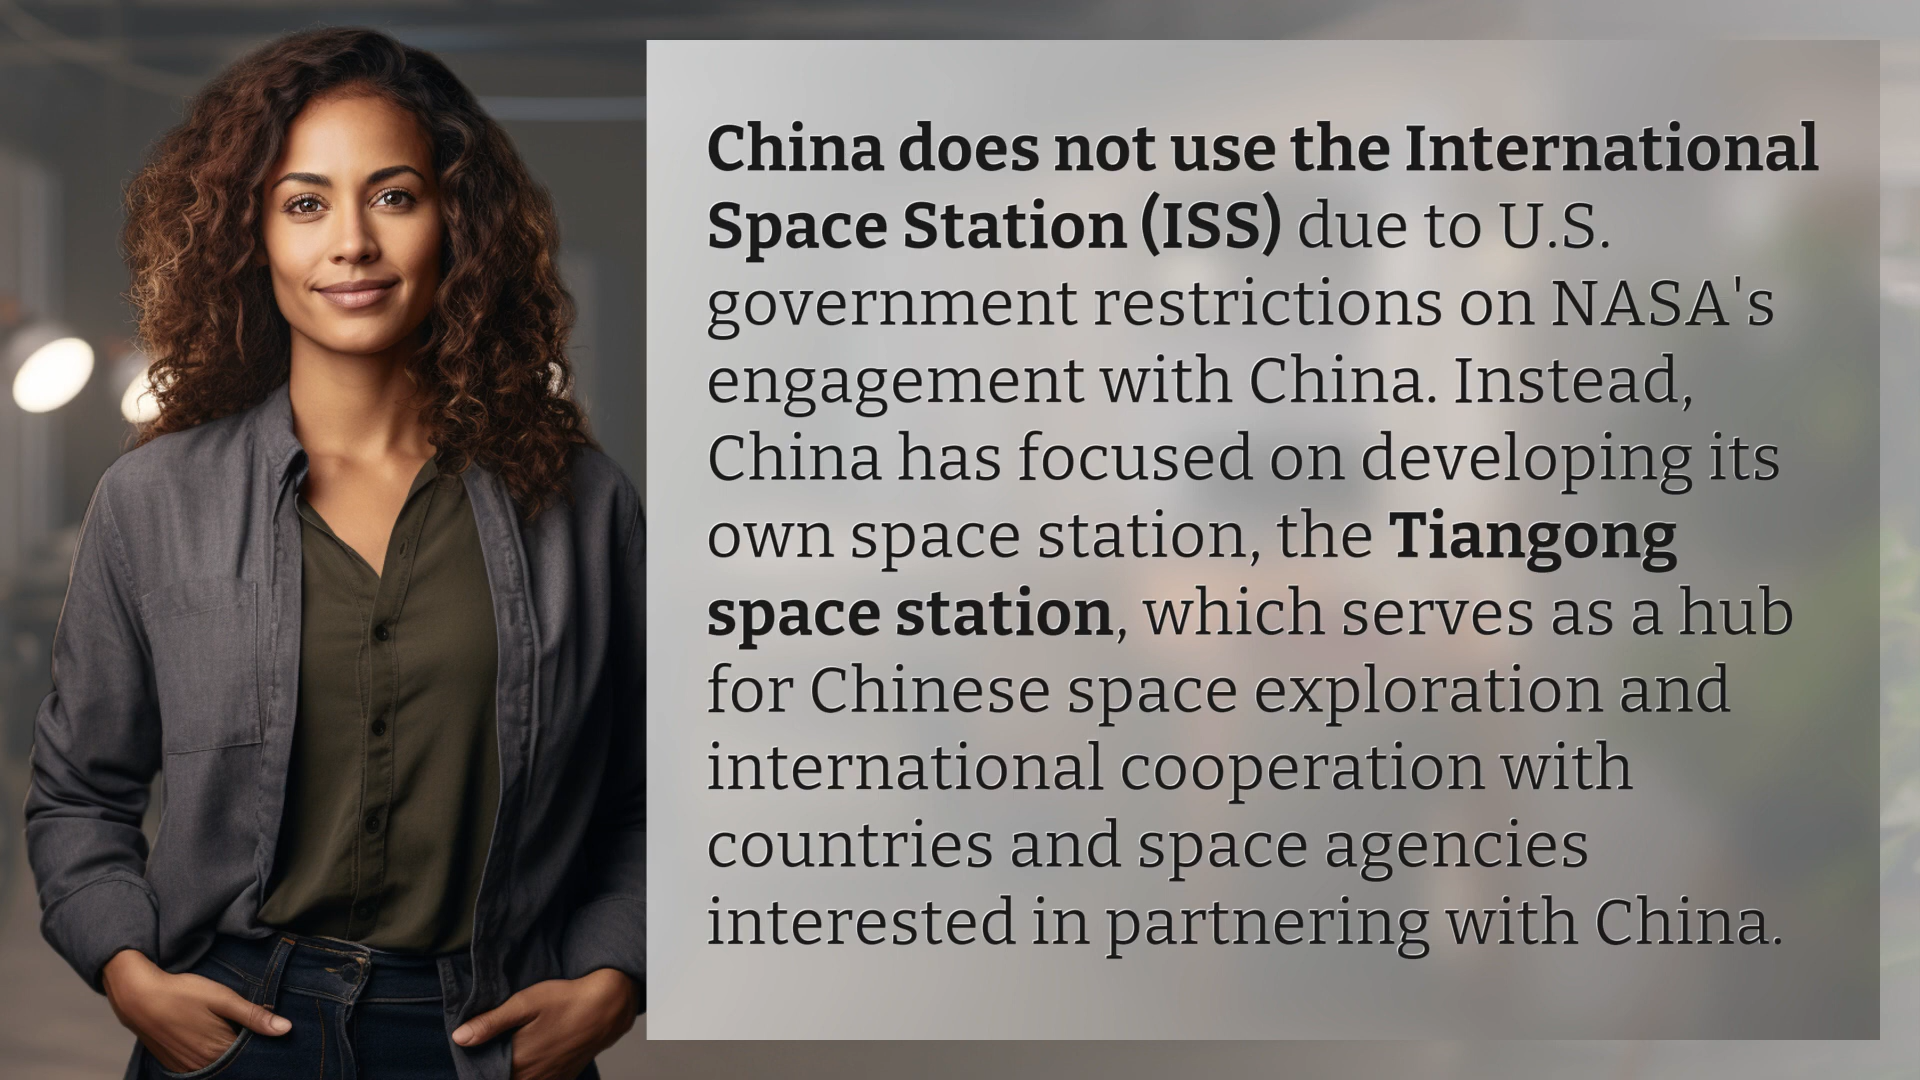 China does not use the International
Space Station (ISS) due to U.S.
government restrictions on NASA's
engagement with China. Instead,
China has focused on developing its
own space station, the Tiangong
space station, which serves as a hub
for Chinese space exploration and
international cooperation with
countries and space agencies
interested in partnering with China.